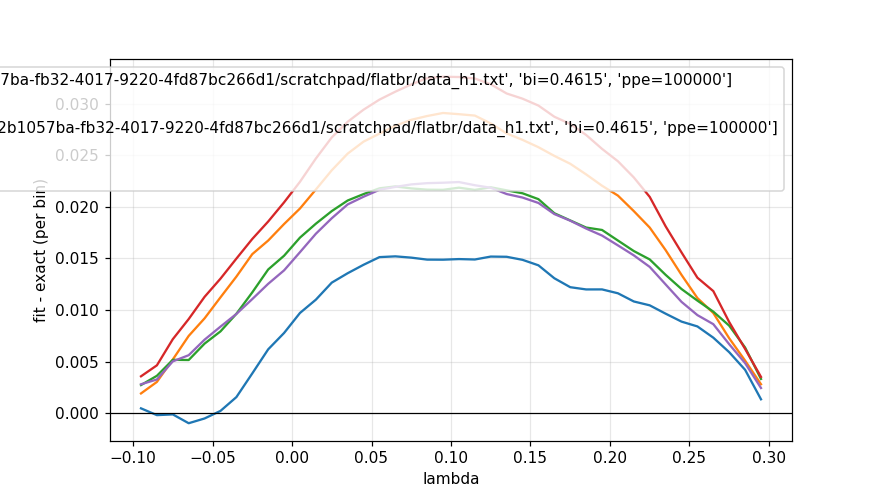 7ba-fb32-4017-9220-4fd87bc266d1/scratchpad/flatbr/data_h1.txt', 'bi=0.4615', 'ppe=100000']
0.030
2b1057ba-fb32-4017-9220-4fd87bc266d1/scratchpad/flatbr/data_h1.txt', 'bi=0.4615', 'ppe=100000']
0.025
0.020
0.015
0.010
0.005
0.000
fit - exact (per bin)
−0.10 −0.05 0.00 0.05 0.10 0.15 0.20 0.25 0.30
lambda